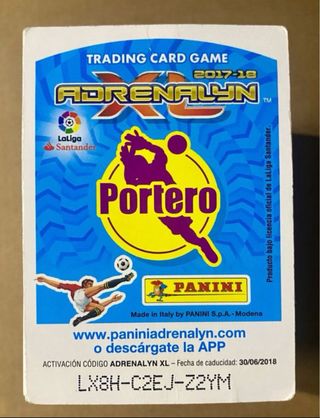 TRADING CARD GAME
2017-18
ADRENALYN XL™
LaLiga
Santander
Portero
PANINI
Made in Italy by PANINI S.p.A. - Modena
Producto bajo licencia oficial de LaLiga Santander.
www.paniniadrenalyn.com
o descárgate la APP
ACTIVACIÓN CÓDIGO ADRENALYN XL – Fecha de caducidad: 30/06/2018
LX8H-C2EJ-Z2YM